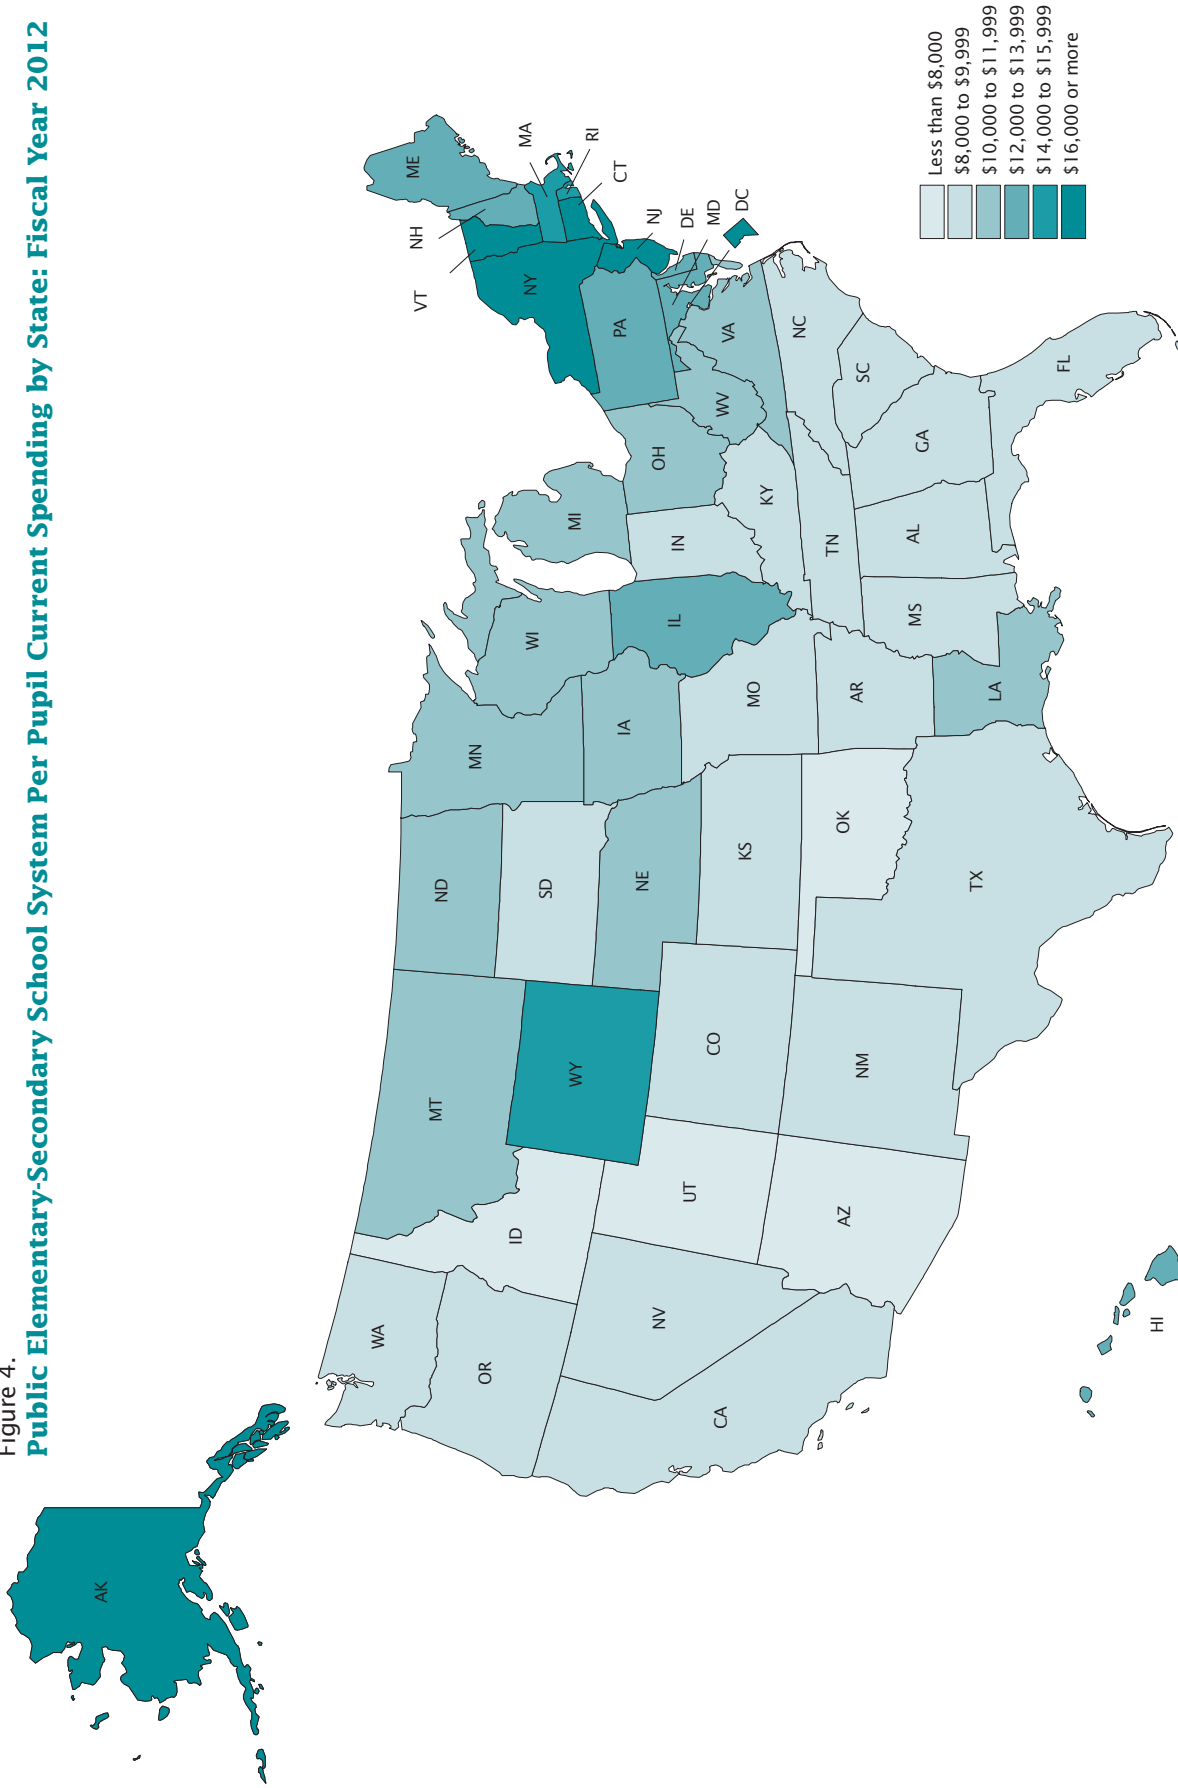 Figure 4.
Public Elementary-Secondary School System Per Pupil Current Spending by State: Fiscal Year 2012
AK
WA
MT
ND
MN
ME
VT
NH
MA
RI
CT
NY
OR
ID
WY
SD
WI
MI
PA
NJ
DE
MD
DC
NV
UT
CO
NE
IA
IL
IN
OH
WV
VA
CA
AZ
NM
KS
MO
KY
TN
NC
SC
OK
AR
MS
AL
GA
TX
LA
FL
HI
Less than $8,000
$8,000 to $9,999
$10,000 to $11,999
$12,000 to $13,999
$14,000 to $15,999
$16,000 or more